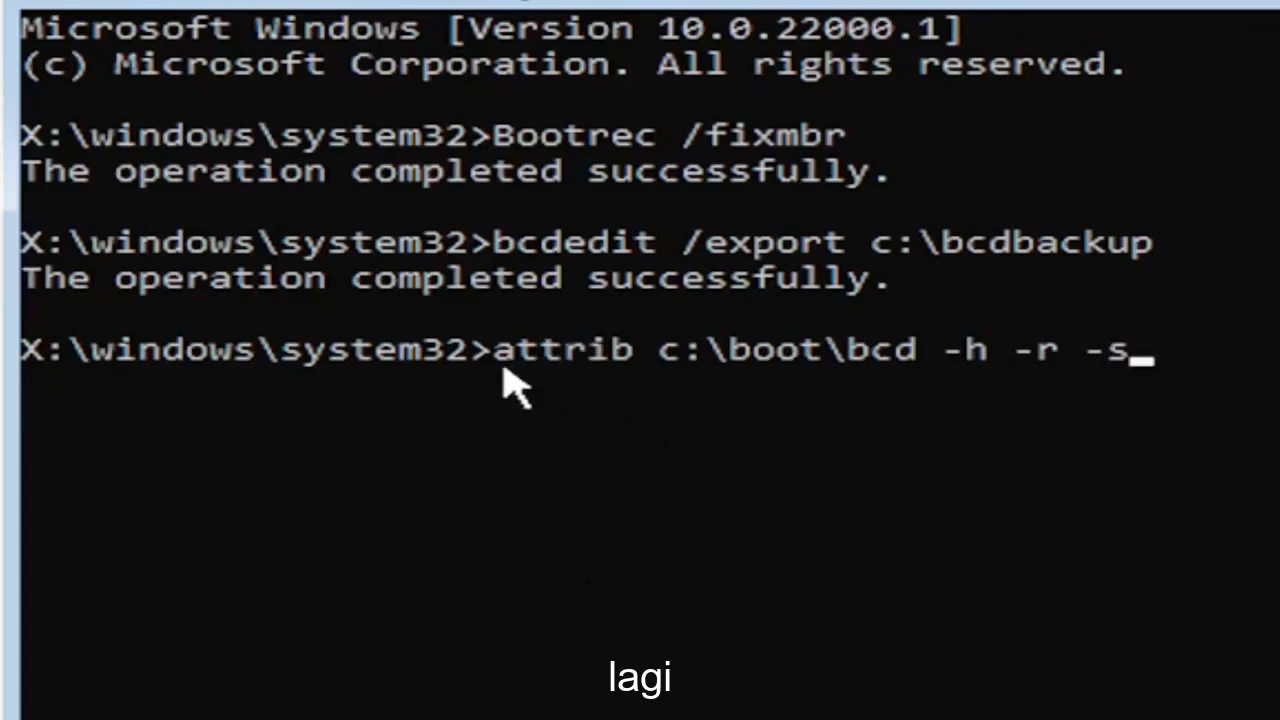 Microsoft Windows [Version 10.0.22000.1]
(c) Microsoft Corporation. All rights reserved.
X:\windows\system32>Bootrec /fixmbr
The operation completed successfully.
X:\windows\system32>bcdedit /export c:\bcdbackup
The operation completed successfully.
X:\windows\system32>attrib c:\boot\bcd -h -r -s
lagi